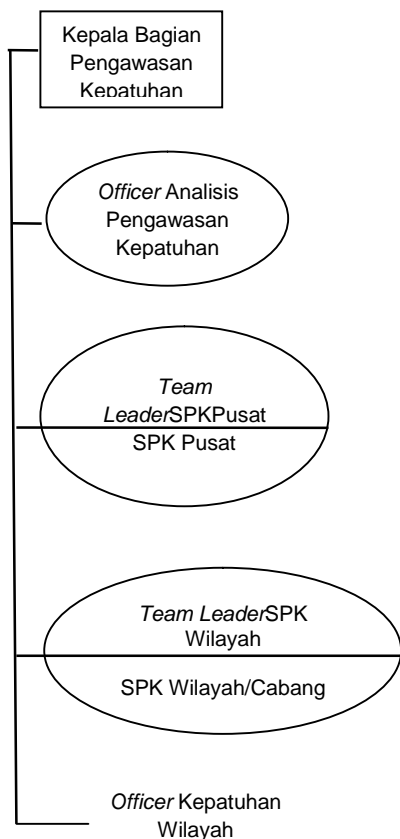 Kepala Bagian
Pengawasan
Kepatuhan
Officer Analisis
Pengawasan
Kepatuhan
Team
LeaderSPKPusat
SPK Pusat
Team LeaderSPK
Wilayah
SPK Wilayah/Cabang
Officer Kepatuhan
Wilayah